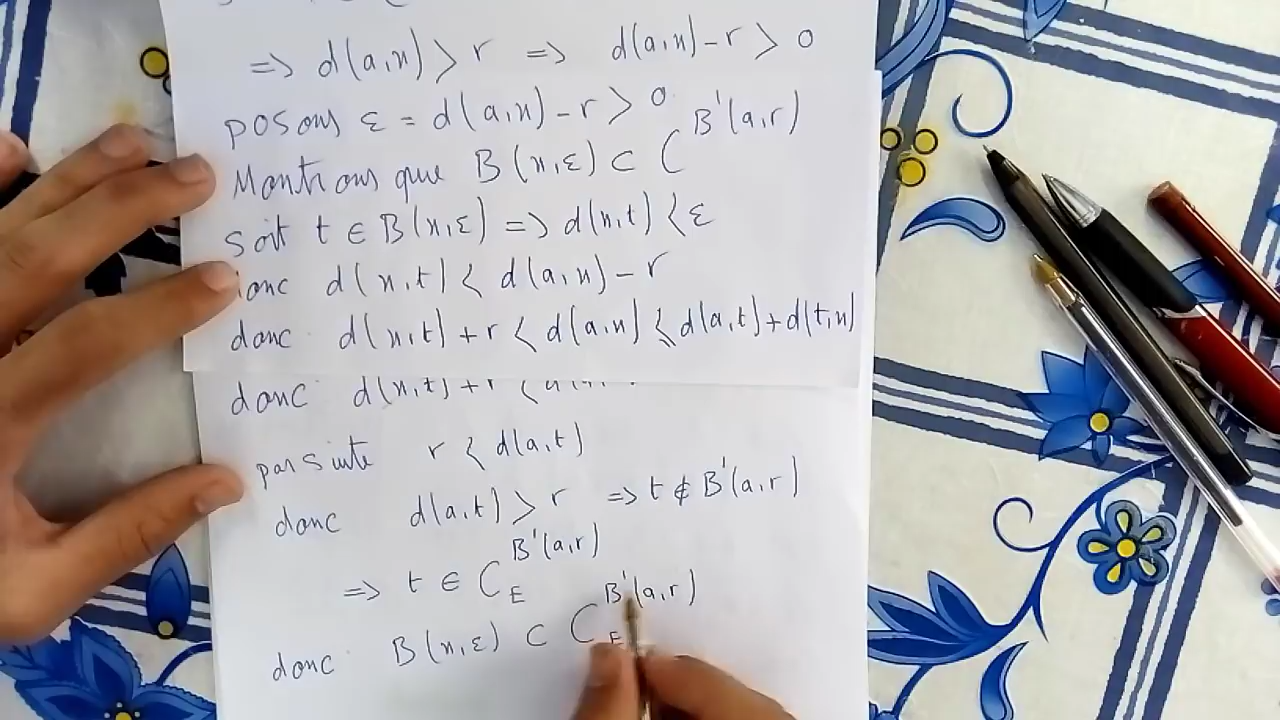 => d(a,x) > r => d(a,x) - r > 0
posons ε = d(a,x) - r > 0
Montrons que B(x,ε) ⊂ C^{B'(a,r)}
soit t ∈ B(x,ε) => d(x,t) < ε
donc d(x,t) < d(a,x) - r
donc d(x,t) + r < d(a,x) ≤ d(a,t) + d(t,x)
donc d(x,t) + r <
par suite r < d(a,t)
donc d(a,t) > r => t ∉ B'(a,r)
=> t ∈ C_E^{B'(a,r)}
donc B(x,ε) ⊂ C_E^{B'(a,r)}